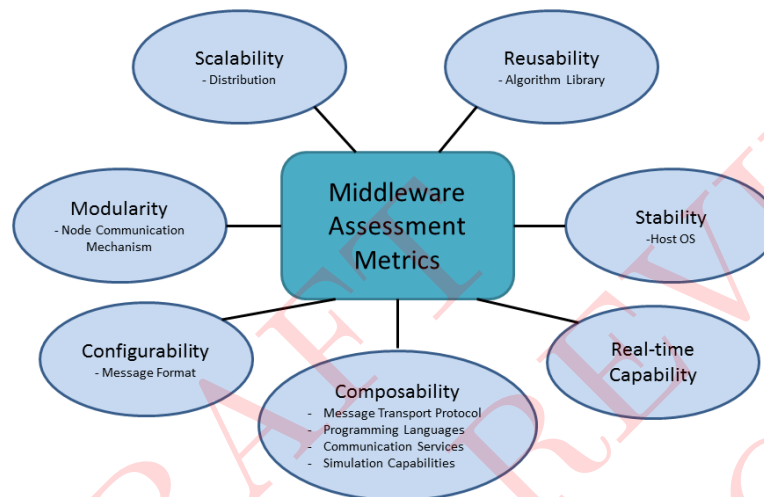 Scalability
- Distribution
Reusability
- Algorithm Library
Middleware
Assessment
Metrics
Modularity
- Node Communication
Mechanism
Stability
-Host OS
Configurability
- Message Format
Real-time
Capability
Composability
- Message Transport Protocol
- Programming Languages
- Communication Services
- Simulation Capabilities